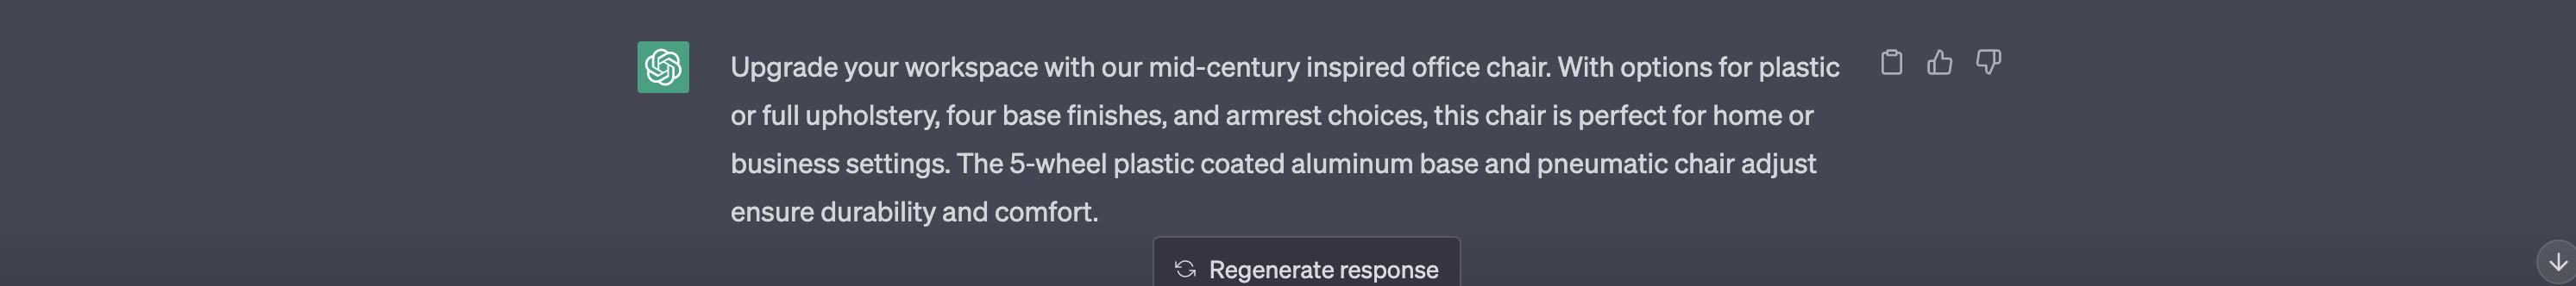 Upgrade your workspace with our mid-century inspired office chair. With options for plastic
or full upholstery, four base finishes, and armrest choices, this chair is perfect for home or
business settings. The 5-wheel plastic coated aluminum base and pneumatic chair adjust
ensure durability and comfort.
Regenerate response